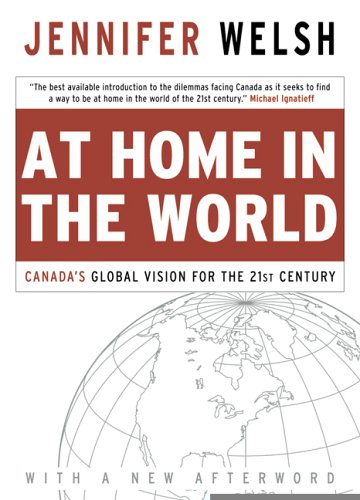 JENNIFER WELSH
"The best available introduction to the dilemmas facing Canada as it seeks to find
a way to be at home in the world of the 21st century." Michael Ignatieff
AT HOME IN
THE WORLD
CANADA'S GLOBAL VISION FOR THE 21ST CENTURY
WITH A NEW AFTERWORD